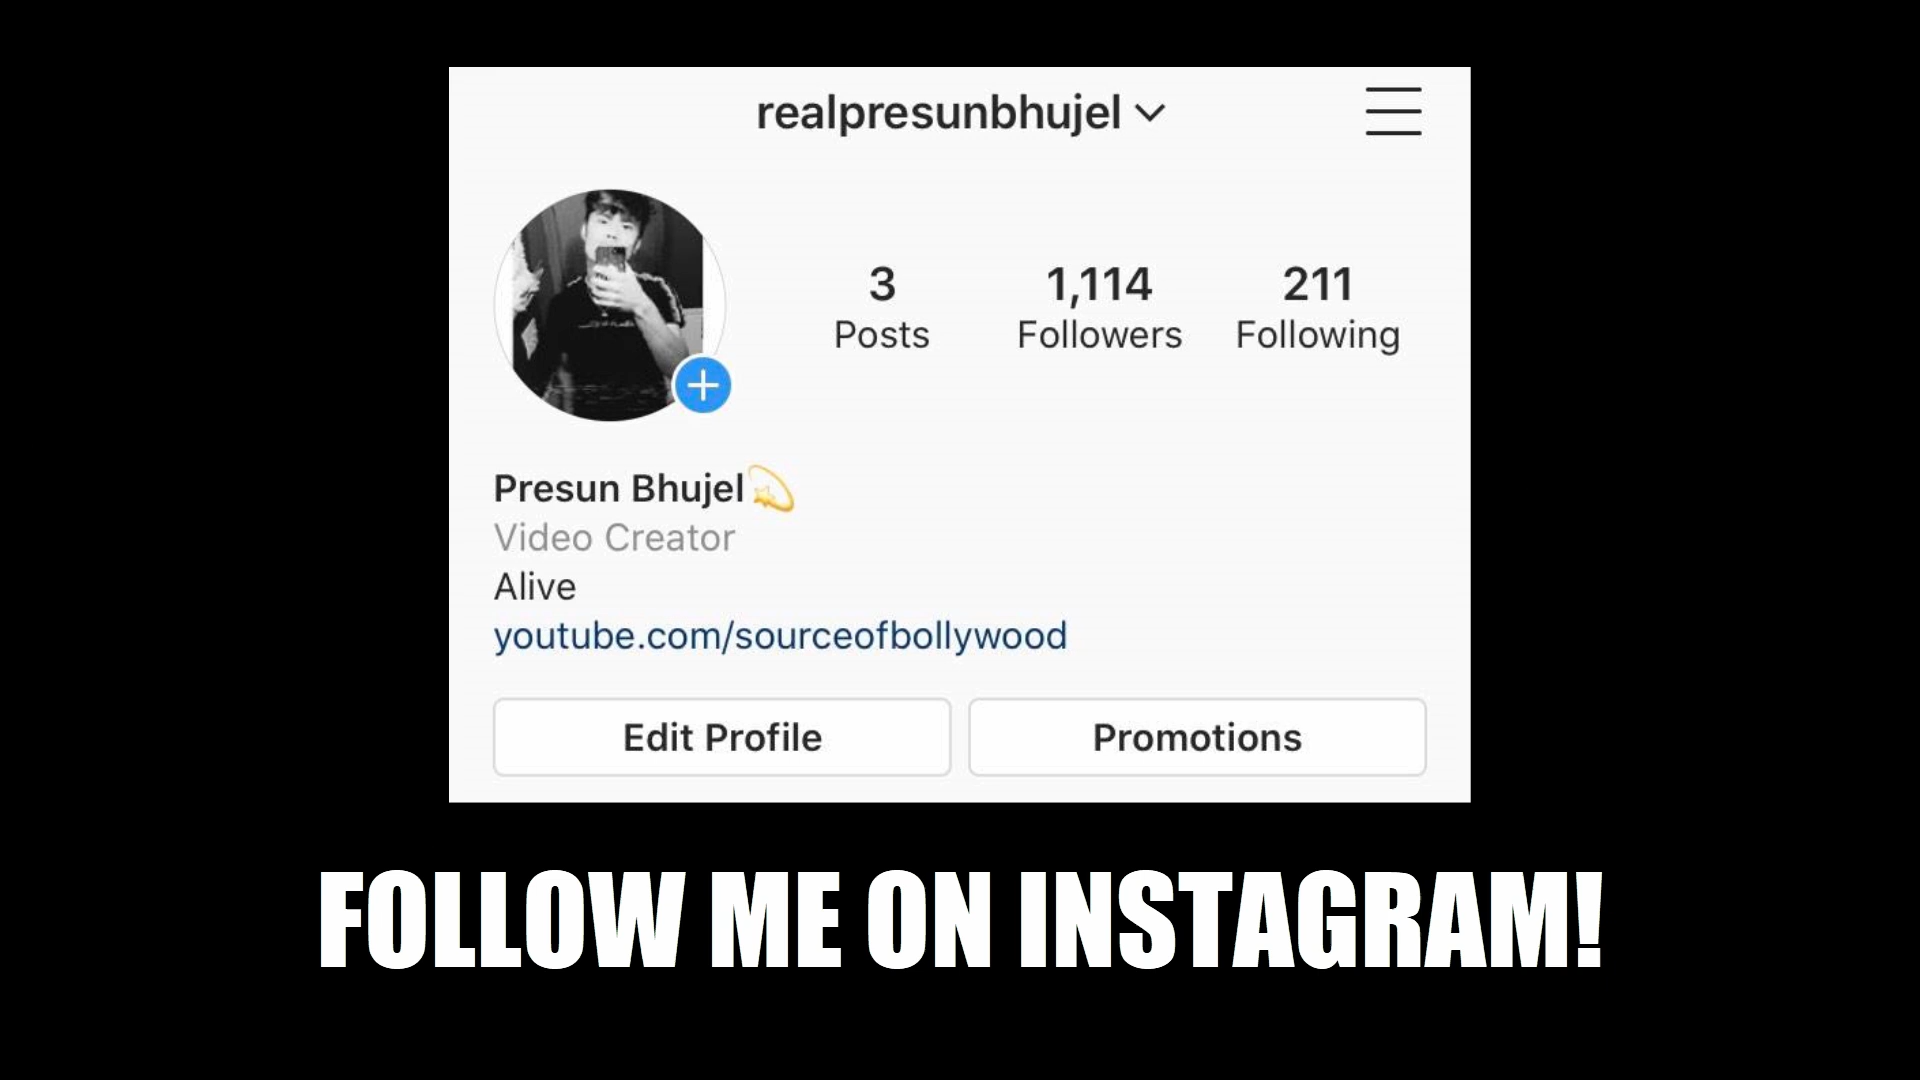 realpresunbhujel
3 1,114 211
Posts Followers Following
Presun Bhujel💫
Video Creator
Alive
youtube.com/sourceofbollywood
Edit Profile Promotions
FOLLOW ME ON INSTAGRAM!